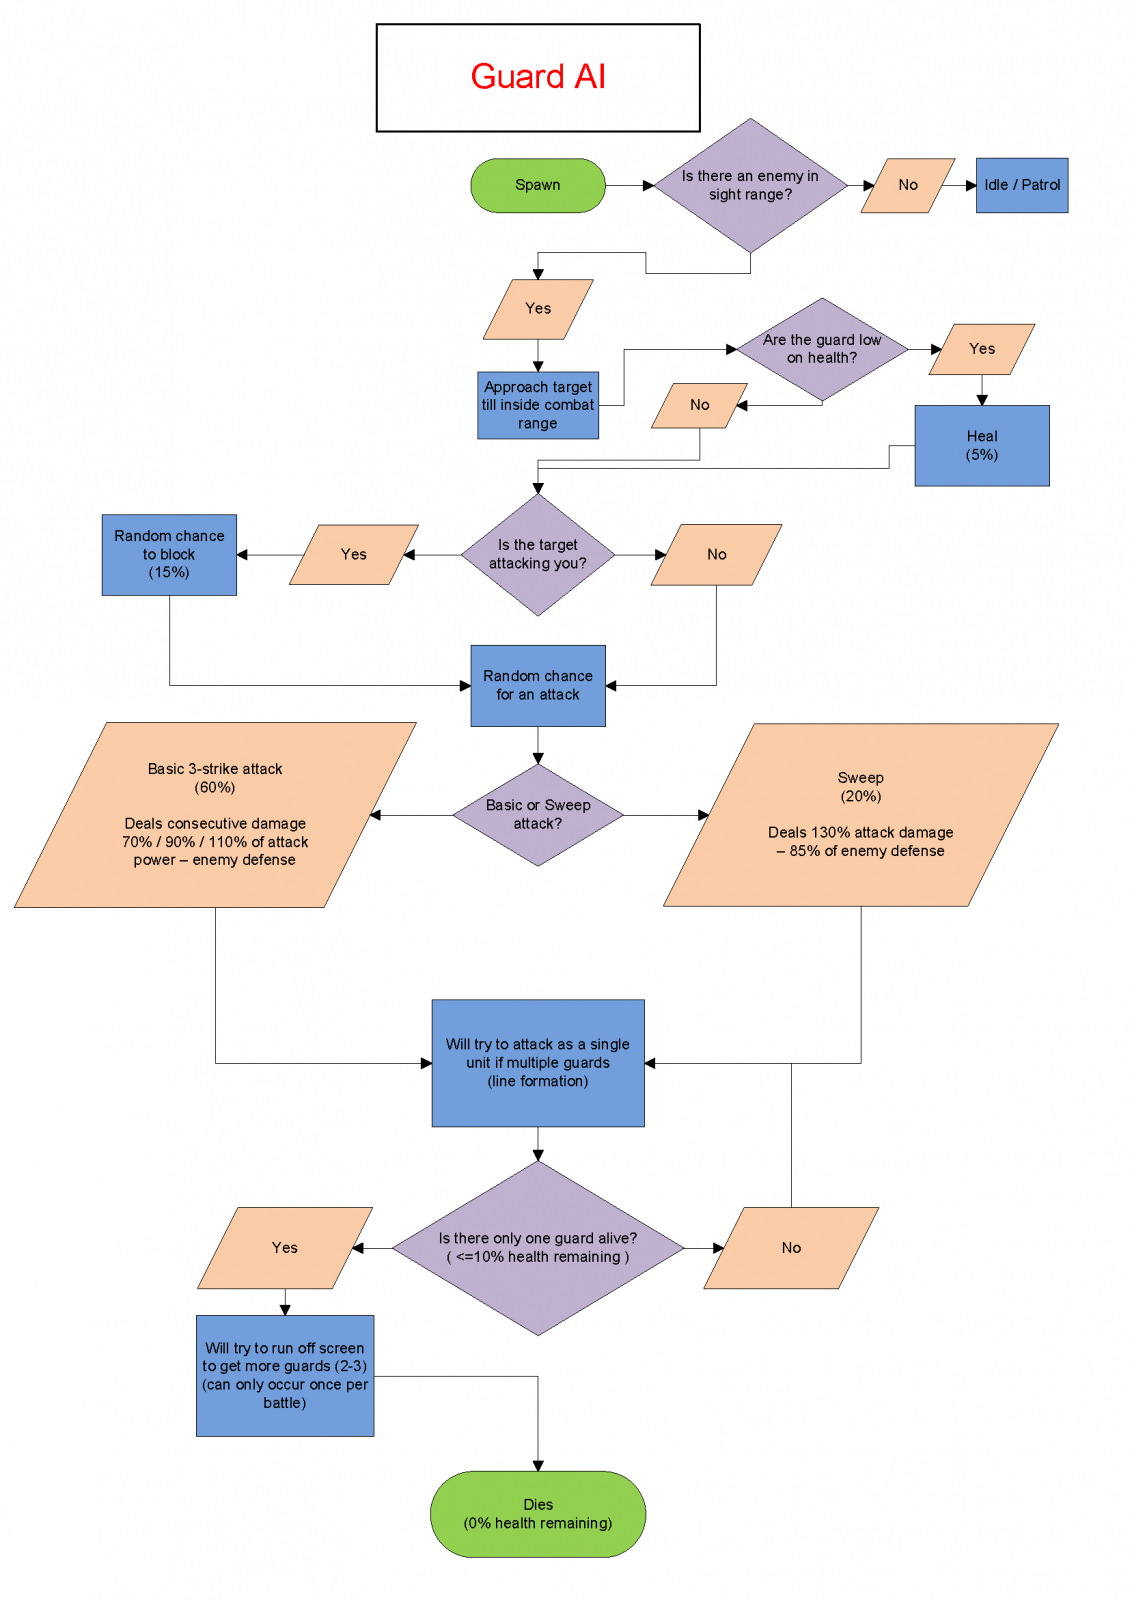 Guard AI
Spawn
Is there an enemy in
sight range?
No
Idle / Patrol
Yes
Are the guard low
on health?
Yes
Approach target
till inside combat
range
No
Heal
(5%)
Random chance
to block
(15%)
Yes
Is the target
attacking you?
No
Random chance
for an attack
Basic 3-strike attack
(60%)
Deals consecutive damage
70% / 90% / 110% of attack
power – enemy defense
Basic or Sweep
attack?
Sweep
(20%)
Deals 130% attack damage
– 85% of enemy defense
Will try to attack as a single
unit if multiple guards
(line formation)
Yes
Is there only one guard alive?
( <=10% health remaining )
No
Will try to run off screen
to get more guards (2-3)
(can only occur once per
battle)
Dies
(0% health remaining)